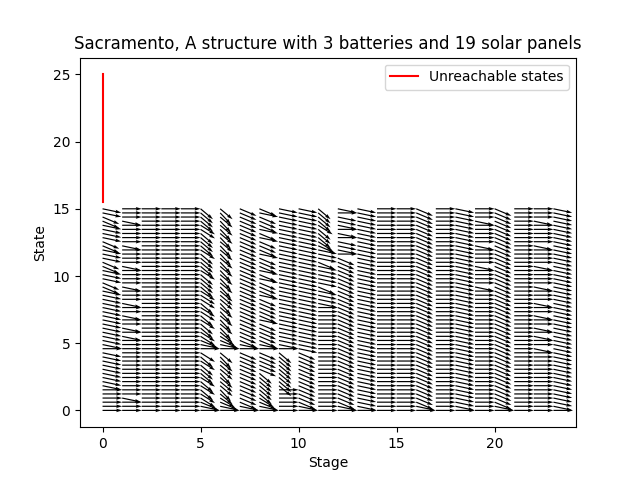 Sacramento, A structure with 3 batteries and 19 solar panels
Unreachable states
25
20
15
10
5
0
State
0 5 10 15 20
Stage